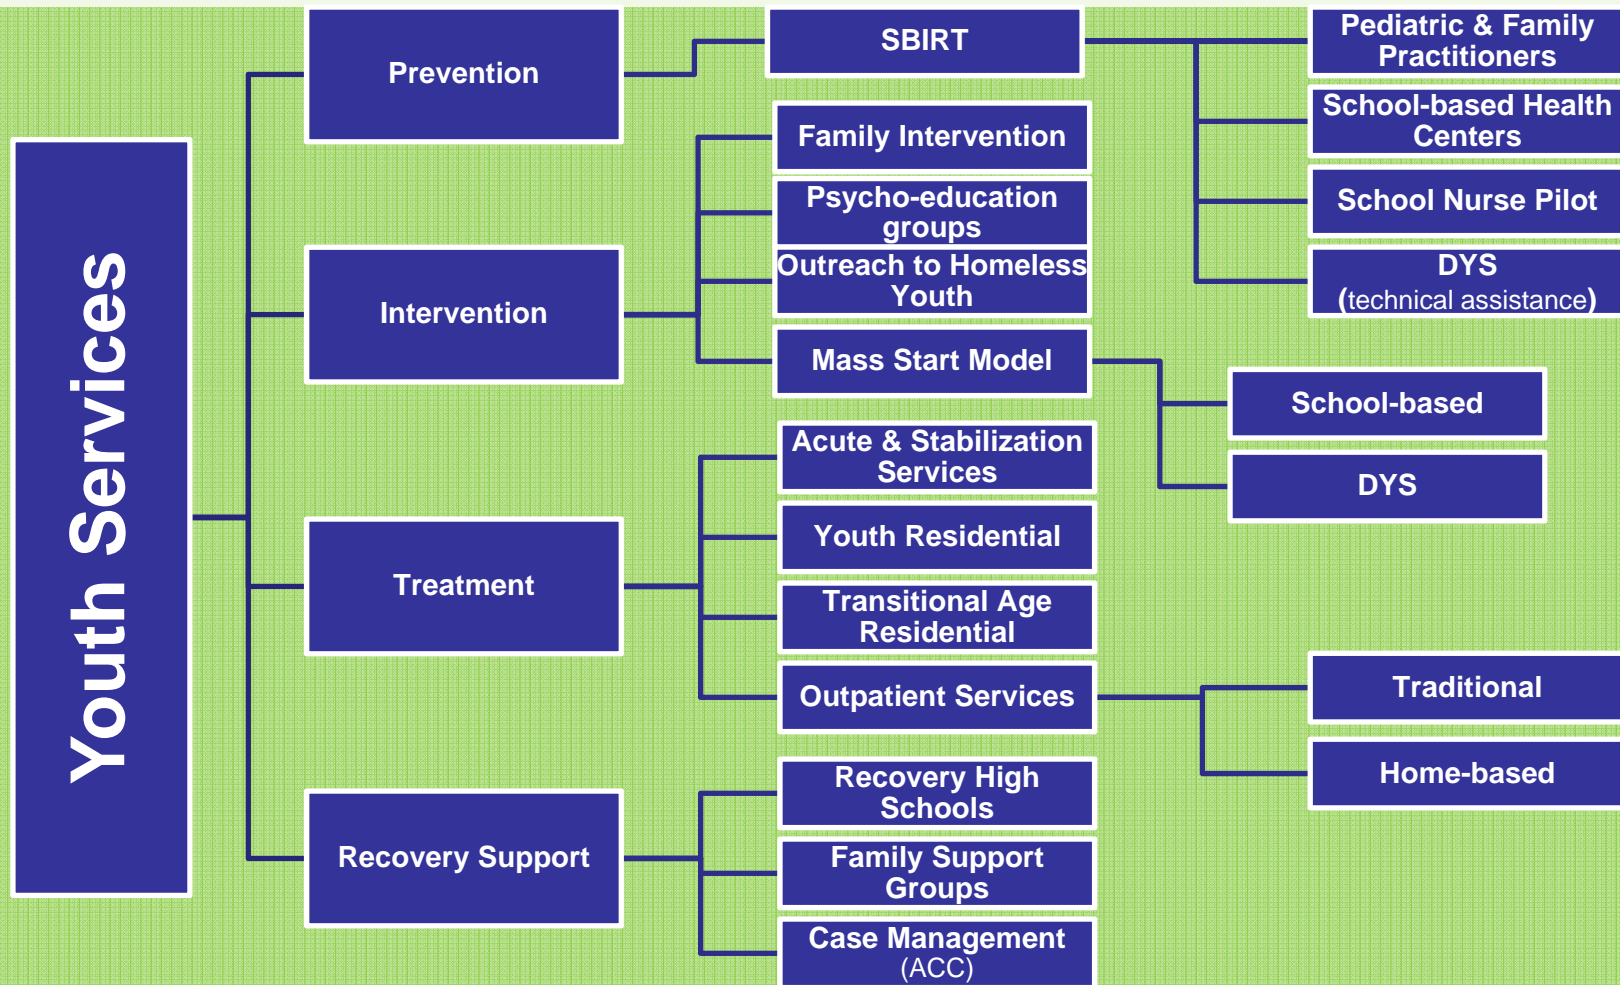 Youth Services
Prevention
SBIRT
Pediatric & Family
Practitioners
School-based Health
Centers
School Nurse Pilot
DYS
(technical assistance)
Intervention
Family Intervention
Psycho-education
groups
Outreach to Homeless
Youth
Mass Start Model
School-based
DYS
Treatment
Acute & Stabilization
Services
Youth Residential
Transitional Age
Residential
Outpatient Services
Traditional
Home-based
Recovery Support
Recovery High
Schools
Family Support
Groups
Case Management
(ACC)